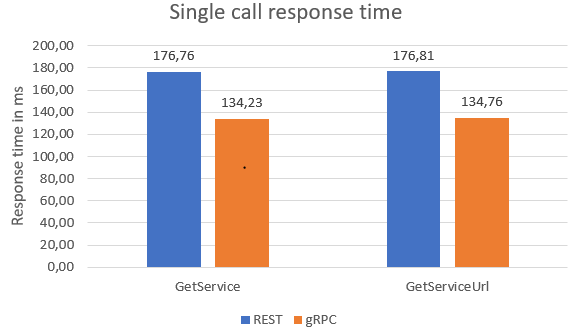 Single call response time
Response time in ms
200,00
180,00
160,00
140,00
120,00
100,00
80,00
60,00
40,00
20,00
0,00
176,76
134,23
176,81
134,76
GetService
GetServiceUrl
REST
gRPC